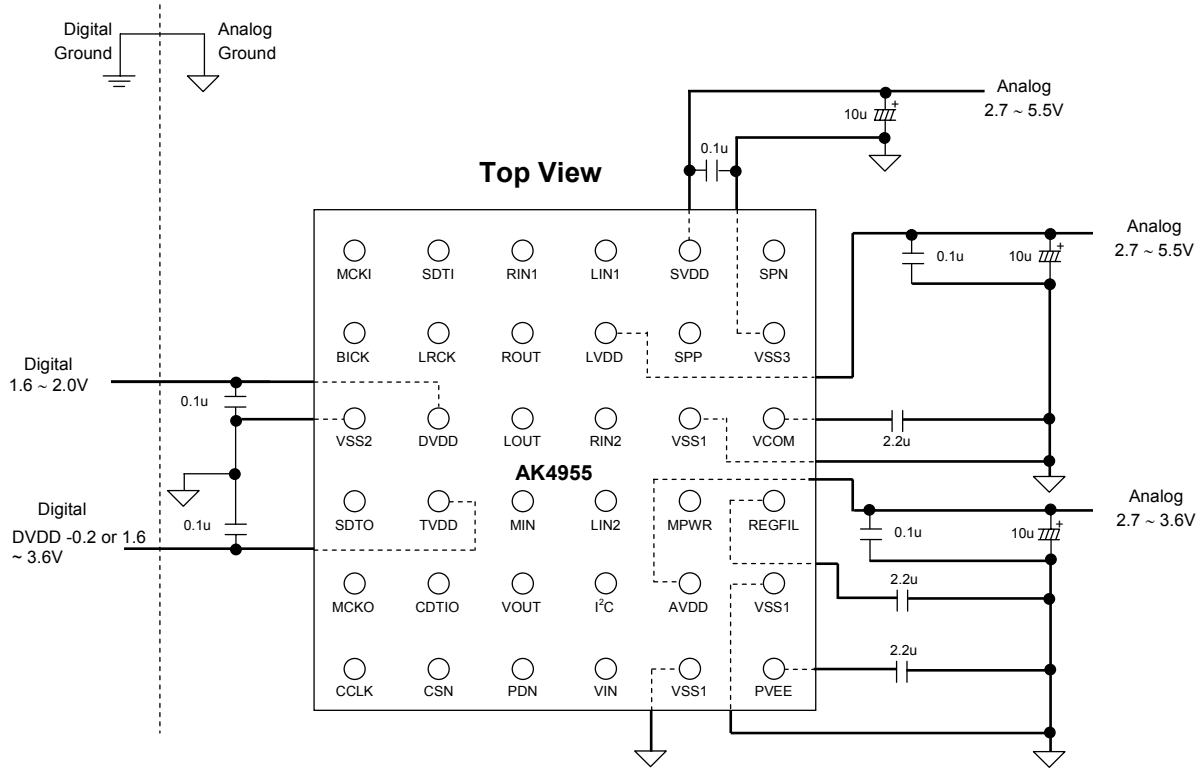 Digital
Ground
Analog
Ground
Analog
2.7 ~ 5.5V
10u
+
0.1u
Top View
Analog
2.7 ~ 5.5V
0.1u
10u
+
MCKI SDTI RIN1 LIN1 SVDD SPN
BICK LRCK ROUT LVDD SPP VSS3
Digital
1.6 ~ 2.0V
0.1u
2.2u
VSS2 DVDD LOUT RIN2 VSS1 VCOM
AK4955
Analog
2.7 ~ 3.6V
Digital
DVDD -0.2 or 1.6
~ 3.6V
0.1u
0.1u
10u
+
SDTO TVDD MIN LIN2 MPWR REGFIL
2.2u
MCKO CDTIO VOUT I²C AVDD VSS1
2.2u
CCLK CSN PDN VIN VSS1 PVEE